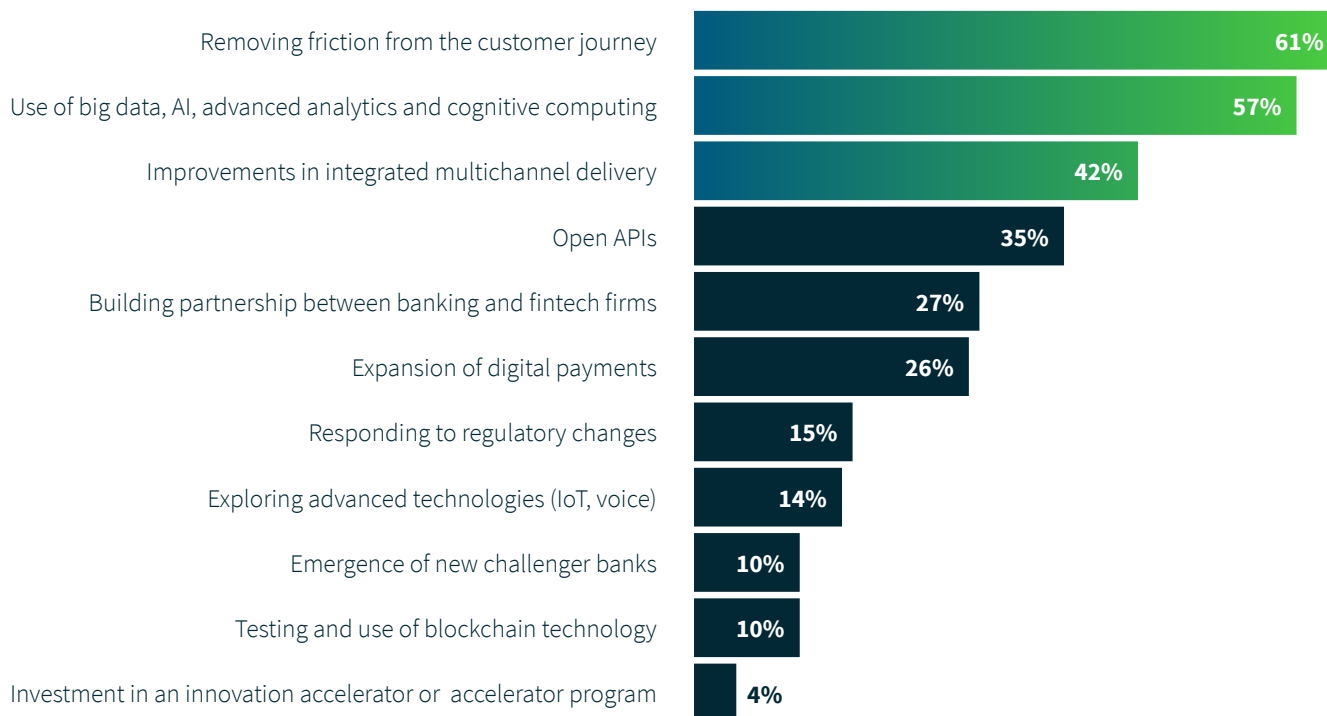 Removing friction from the customer journey 61%
Use of big data, AI, advanced analytics and cognitive computing 57%
Improvements in integrated multichannel delivery 42%
Open APIs 35%
Building partnership between banking and fintech firms 27%
Expansion of digital payments 26%
Responding to regulatory changes 15%
Exploring advanced technologies (IoT, voice) 14%
Emergence of new challenger banks 10%
Testing and use of blockchain technology 10%
Investment in an innovation accelerator or accelerator program 4%